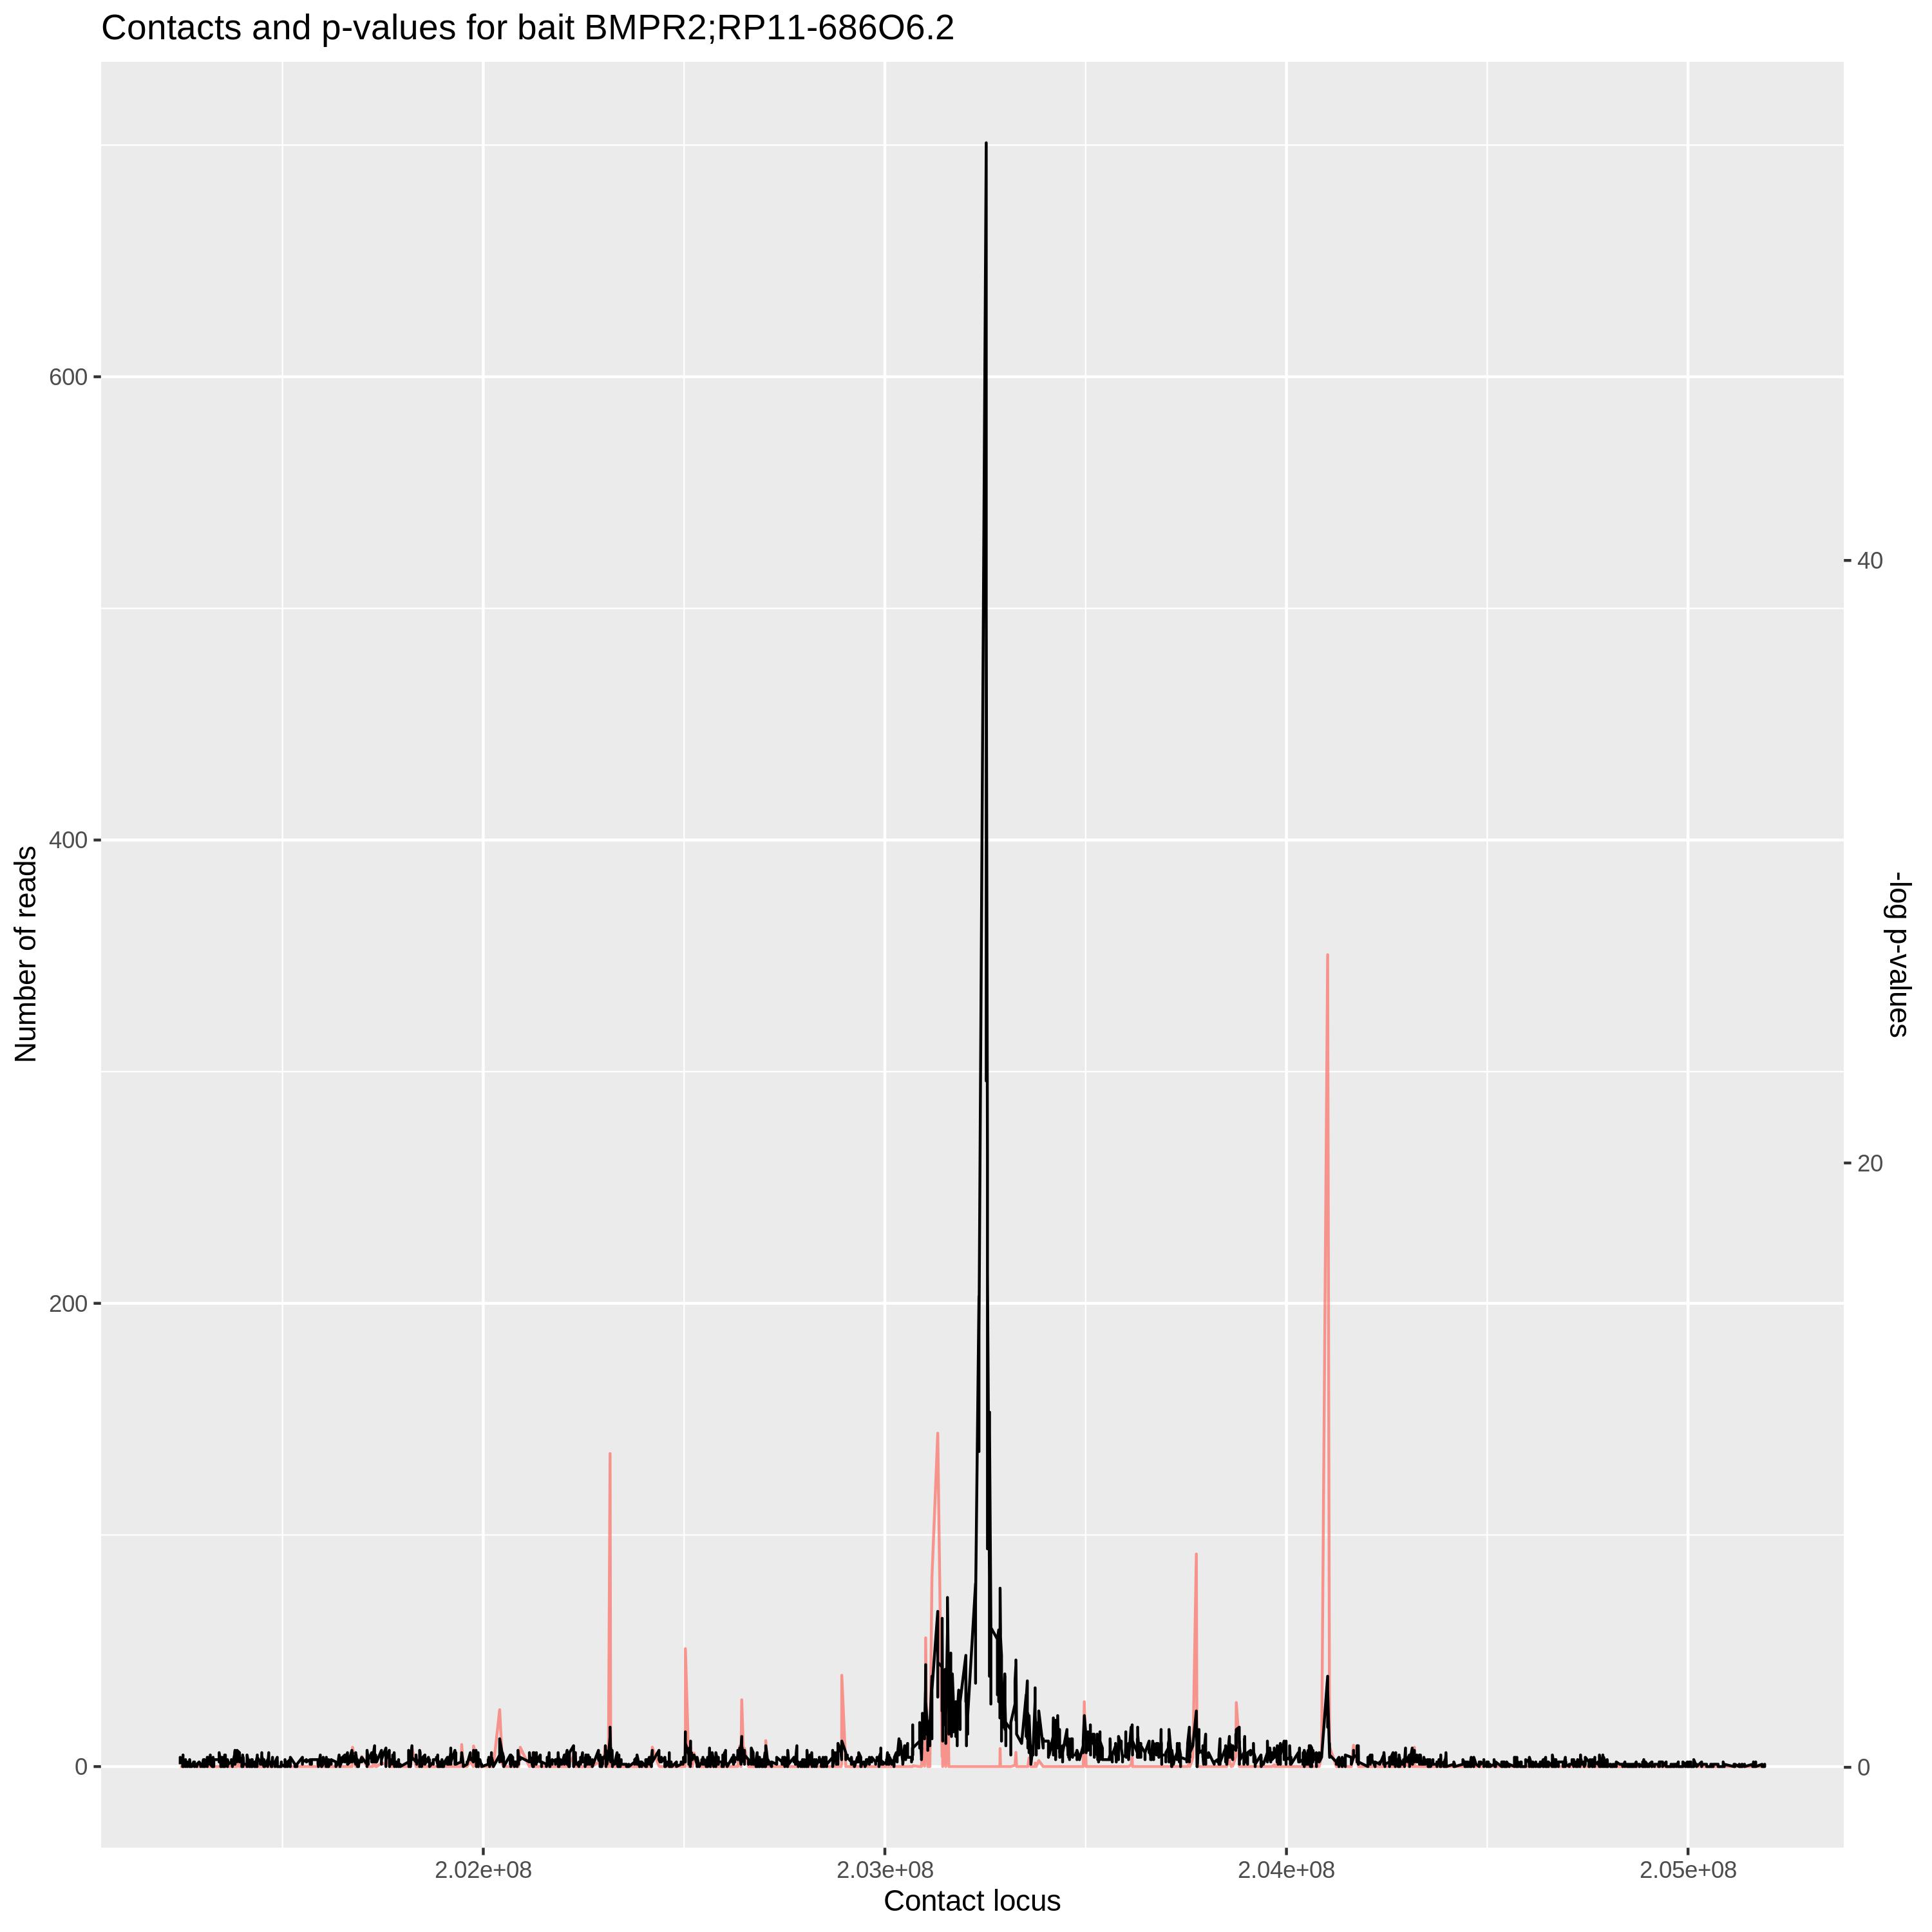 Contacts and p-values for bait BMPR2;RP11-686O6.2
600
400
200
0
Number of reads
40
20
0
-log p-values
2.02e+08
2.03e+08
2.04e+08
2.05e+08
Contact locus